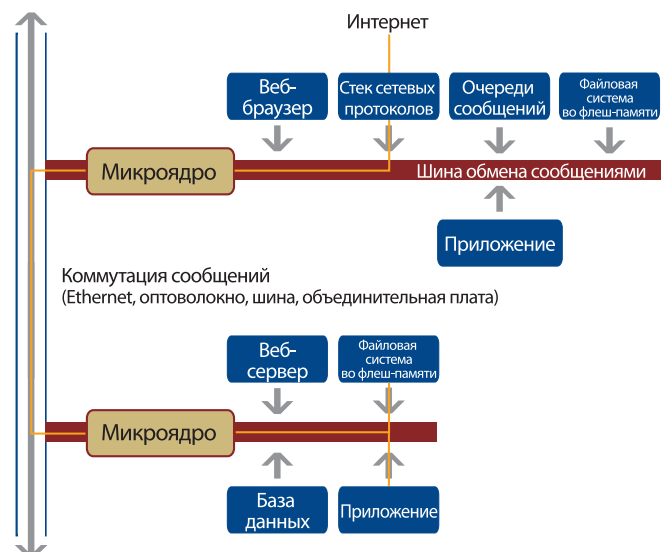 Интернет
Веб-
браузер
Стек сетевых
протоколов
Очереди
сообщений
Файловая
система
во флеш-памяти
Микроядро
Шина обмена сообщениями
Приложение
Коммутация сообщений
(Ethernet, оптоволокно, шина, объединительная плата)
Веб-
сервер
Файловая
система
во флеш-памяти
Микроядро
База
данных
Приложение